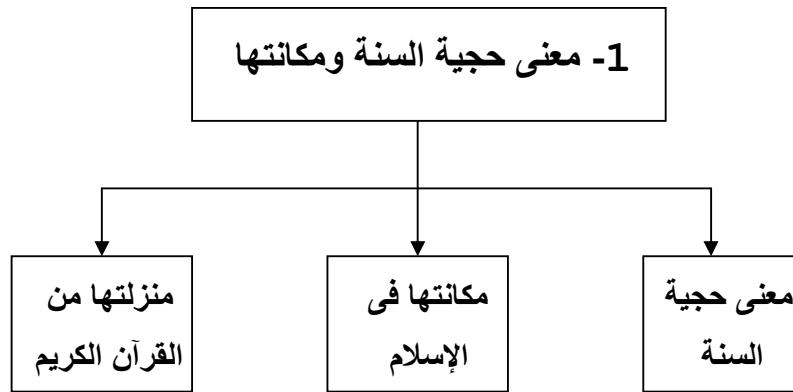 1- معنى حجية السنة ومكانتها
معنى حجية
السنة
مكانتها فى
الإسلام
منزلتها من
القرآن الكريم